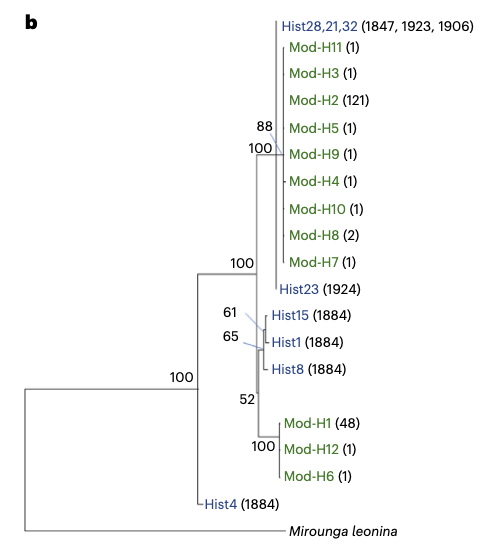 b
Hist28,21,32 (1847, 1923, 1906)
Mod-H11 (1)
Mod-H3 (1)
Mod-H2 (121)
88
Mod-H5 (1)
100
Mod-H9 (1)
Mod-H4 (1)
Mod-H10 (1)
Mod-H8 (2)
100
Mod-H7 (1)
Hist23 (1924)
61
Hist15 (1884)
65
Hist1 (1884)
Hist8 (1884)
100
52
Mod-H1 (48)
100
Mod-H12 (1)
Mod-H6 (1)
Hist4 (1884)
Mirounga leonina